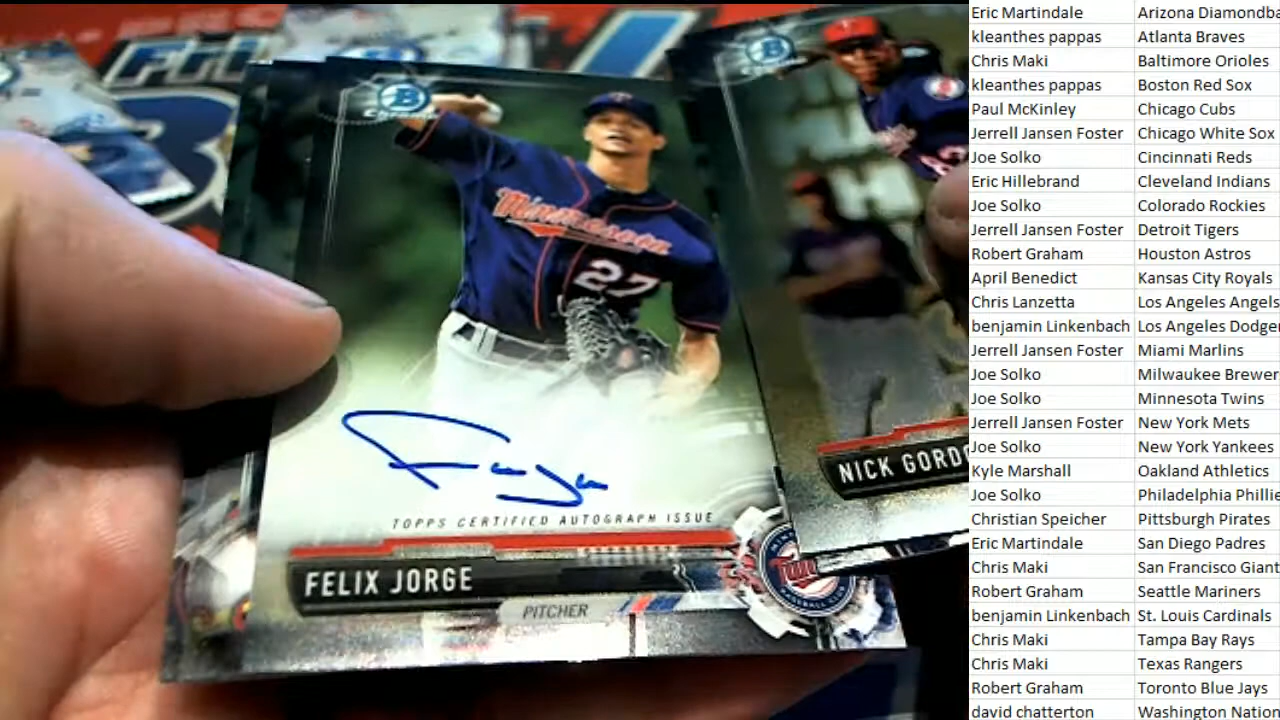 Chrome
Minnesota
27
TOPPS CERTIFIED AUTOGRAPH ISSUE
FELIX JORGE
PITCHER
Twins
NICK GORDO
Eric Martindale Arizona Diamondba
kleanthes pappas Atlanta Braves
Chris Maki Baltimore Orioles
kleanthes pappas Boston Red Sox
Paul McKinley Chicago Cubs
Jerrell Jansen Foster Chicago White Sox
Joe Solko Cincinnati Reds
Eric Hillebrand Cleveland Indians
Joe Solko Colorado Rockies
Jerrell Jansen Foster Detroit Tigers
Robert Graham Houston Astros
April Benedict Kansas City Royals
Chris Lanzetta Los Angeles Angels
benjamin Linkenbach Los Angeles Dodge
Jerrell Jansen Foster Miami Marlins
Joe Solko Milwaukee Brewer
Joe Solko Minnesota Twins
Jerrell Jansen Foster New York Mets
Joe Solko New York Yankees
Kyle Marshall Oakland Athletics
Joe Solko Philadelphia Phillie
Christian Speicher Pittsburgh Pirates
Eric Martindale San Diego Padres
Chris Maki San Francisco Giant
Robert Graham Seattle Mariners
benjamin Linkenbach St. Louis Cardinals
Chris Maki Tampa Bay Rays
Chris Maki Texas Rangers
Robert Graham Toronto Blue Jays
david chatterton Washington Nation